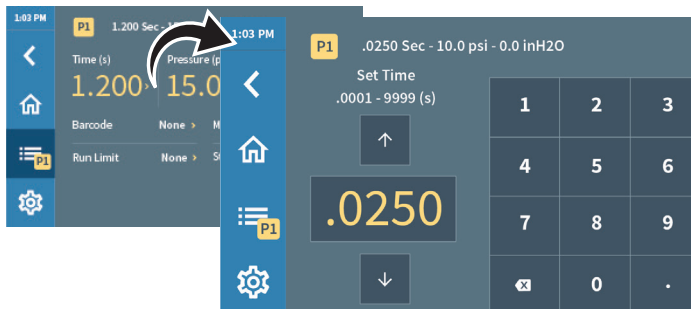 1:03 PM
P1 1.200 Sec - 1
Time (s) Pressure (p
1.200 15.0
Barcode None M
Run Limit None
P1
1:03 PM
P1 .0250 Sec - 10.0 psi - 0.0 inH2O
Set Time
.0001 - 9999 (s)
1 2 3
4 5 6
.0250
7 8 9
P1
0 .